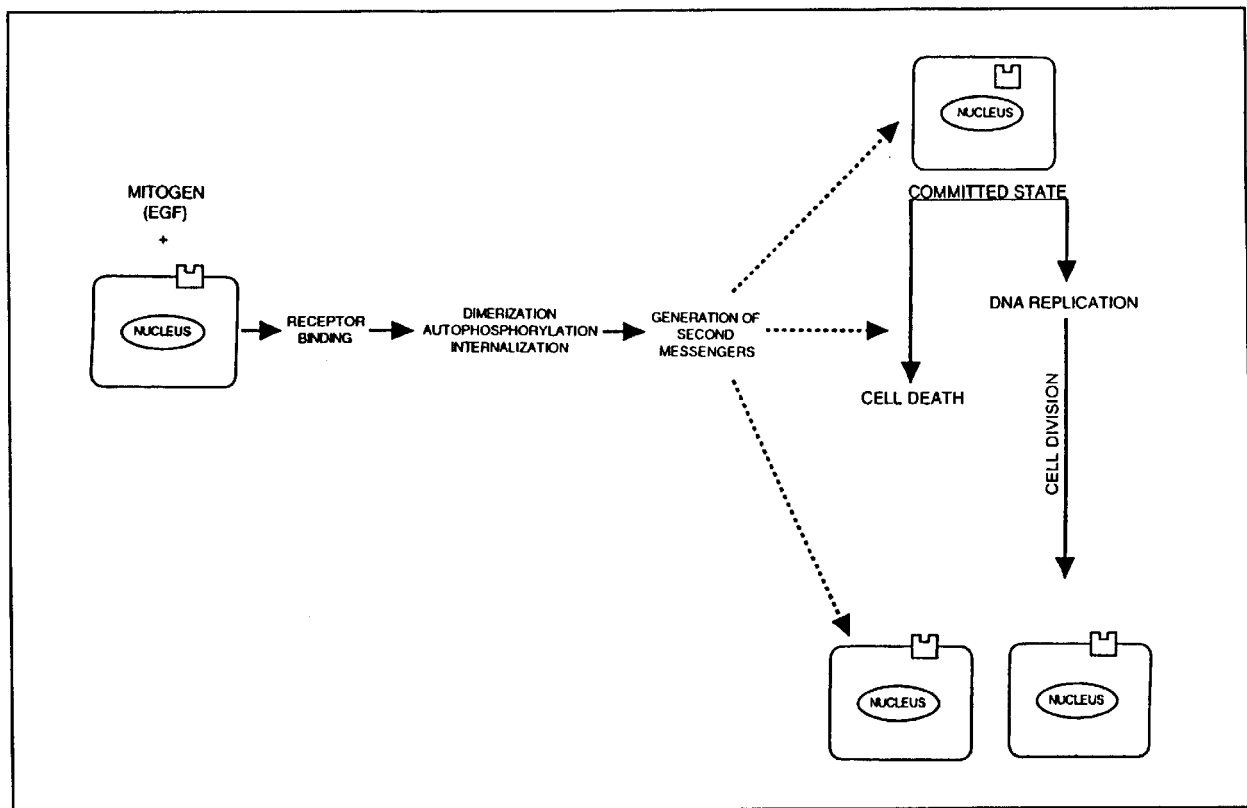 MITOGEN
(EGF)
+
NUCLEUS
RECEPTOR
BINDING
DIMERIZATION
AUTOPHOSPHORYLATION
INTERNALIZATION
GENERATION OF
SECOND
MESSENGERS
NUCLEUS
COMMITTED STATE
CELL DEATH
DNA REPLICATION
CELL DIVISION
NUCLEUS
NUCLEUS